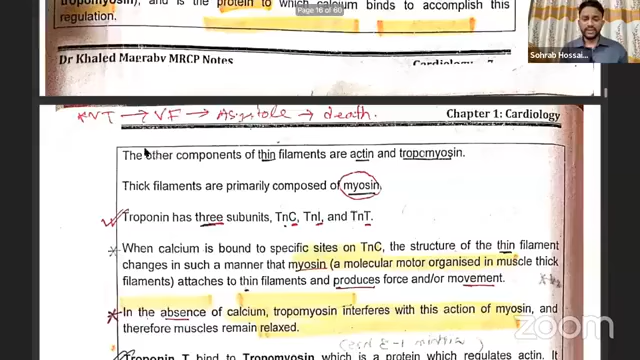 tropomyosin), and is the protein to which calcium binds to accomplish this
Page 16 of 60
regulation.
Sohrab Hossai...
Dr Khaled Magraby MRCP Notes
Cardiology
VT → VF → Asystole → death.
Chapter 1: Cardiology
The other components of thin filaments are actin and tropomyosin.
Thick filaments are primarily composed of myosin.
Troponin has three subunits, TnC, TnI, and TnT.
When calcium is bound to specific sites on TnC, the structure of the thin filament
changes in such a manner that myosin (a molecular motor organised in muscle thick
filaments) attaches to thin filaments and produces force and/or movement.
In the absence of calcium, tropomyosin interferes with this action of myosin, and
therefore muscles remain relaxed.
zoom
Troponin T bind to Tropomyosin which is a protein which regulates actin. It